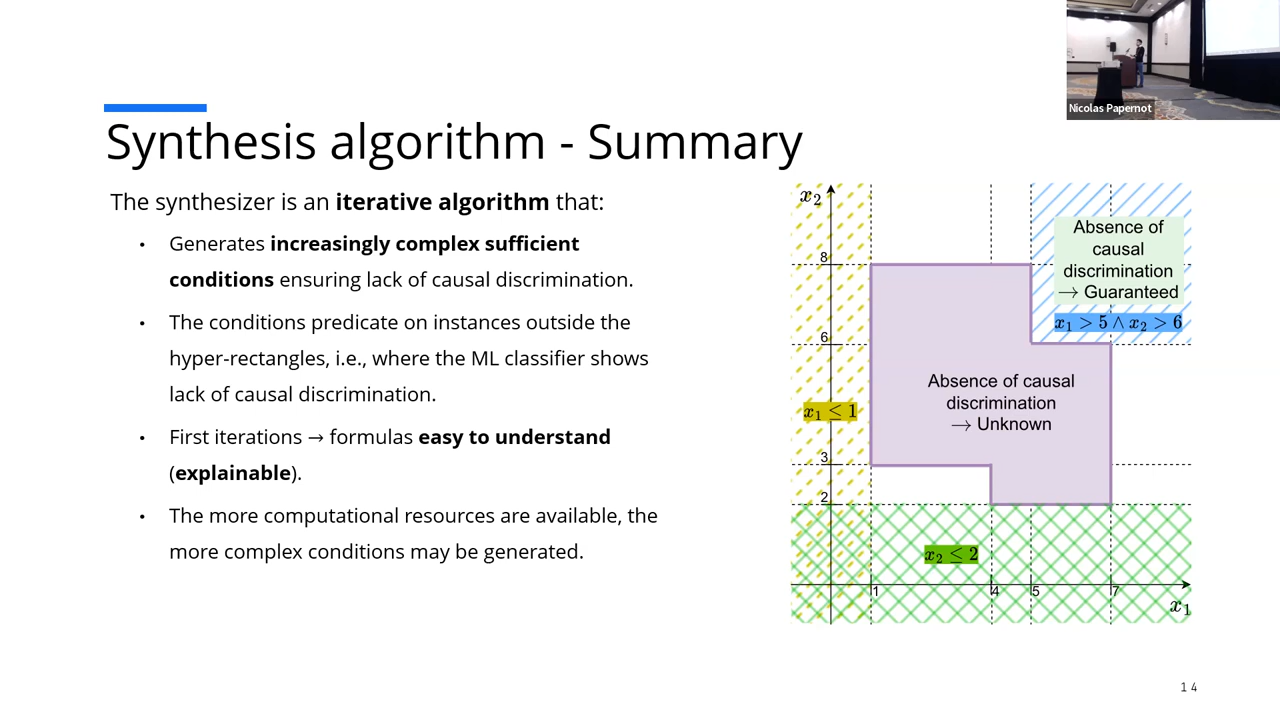 Nicolas Papernot
Synthesis algorithm - Summary
The synthesizer is an iterative algorithm that:
• Generates increasingly complex sufficient
conditions ensuring lack of causal discrimination.
• The conditions predicate on instances outside the
hyper-rectangles, i.e., where the ML classifier shows
lack of causal discrimination.
• First iterations → formulas easy to understand
(explainable).
• The more computational resources are available, the
more complex conditions may be generated.
x₂
8
6
3
2
1
4
5
7
x₁
Absence of
causal
discrimination
→ Guaranteed
x₁ > 5 ∧ x₂ > 6
Absence of causal
discrimination
→ Unknown
x₁ ≤ 1
x₂ ≤ 2
14